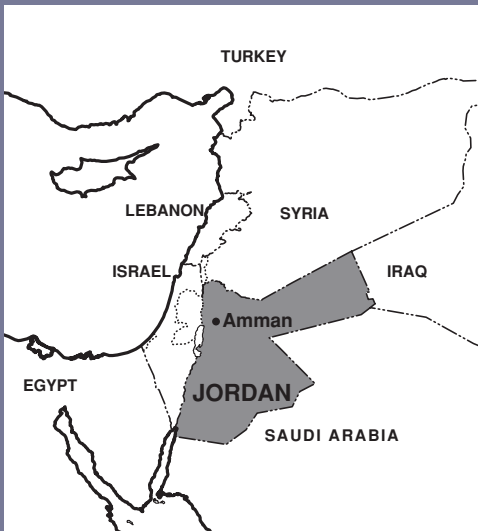 TURKEY
LEBANON
SYRIA
ISRAEL
IRAQ
Amman
EGYPT
JORDAN
SAUDI ARABIA